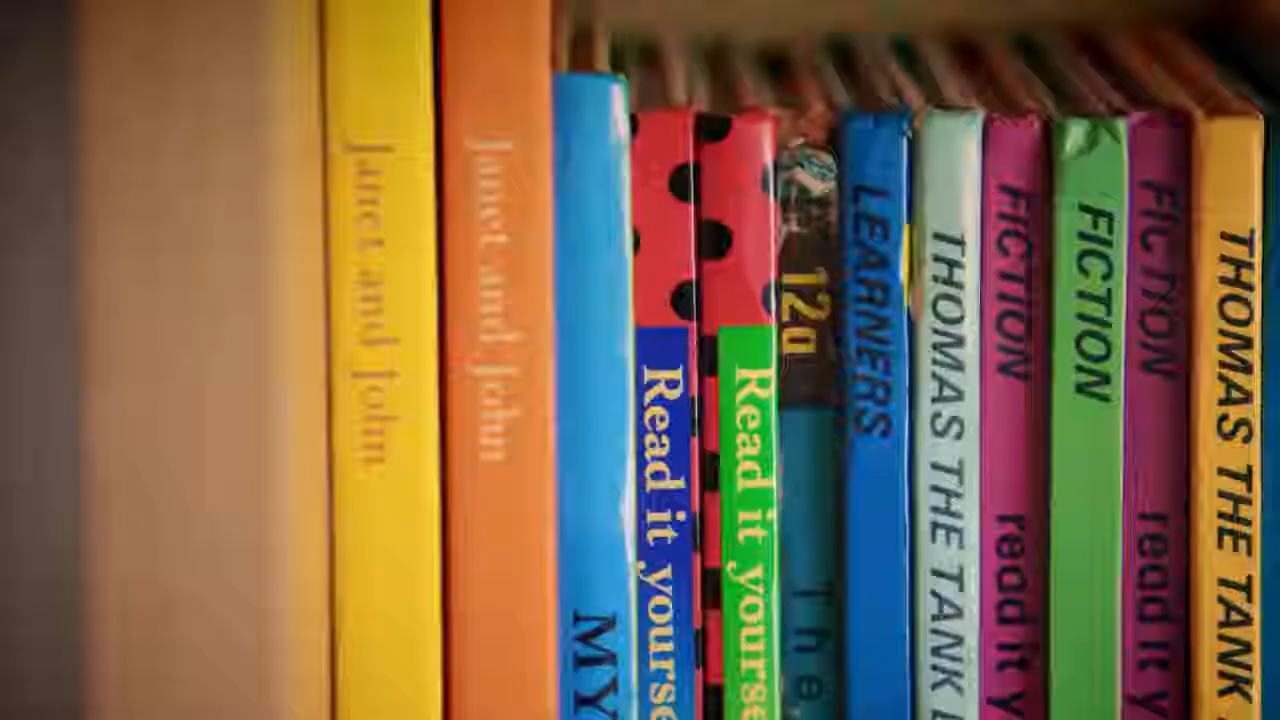 Janet and John
Janet and John
MY
Read it yourse
Read it yourse
12a
The
LEARNERS
THOMAS THE TANK
FICTION
read it y
FICTION
FICTION
read it y
THOMAS THE TANK